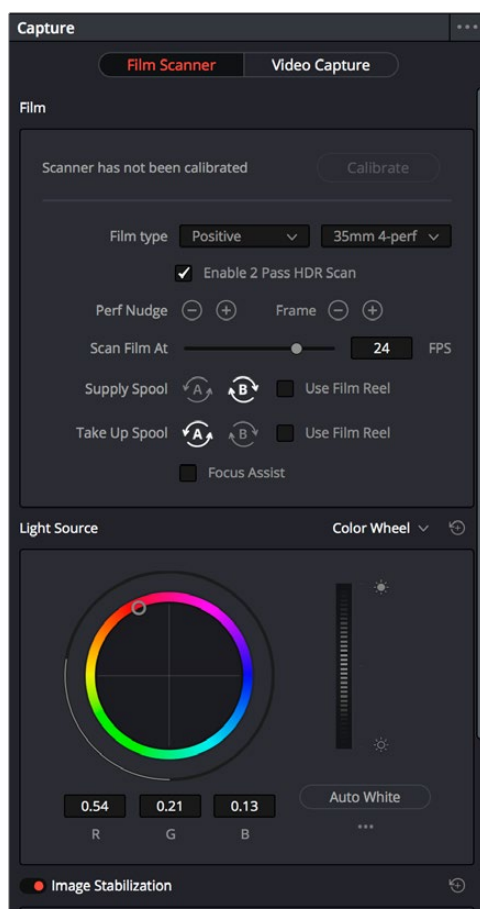 Capture
Film Scanner Video Capture
Film
Scanner has not been calibrated Calibrate
Film type Positive 35mm 4-perf
Enable 2 Pass HDR Scan
Perf Nudge Frame
Scan Film At 24 FPS
Supply Spool A B Use Film Reel
Take Up Spool A B Use Film Reel
Focus Assist
Light Source Color Wheel
0.54 0.21 0.13 Auto White
R G B
Image Stabilization